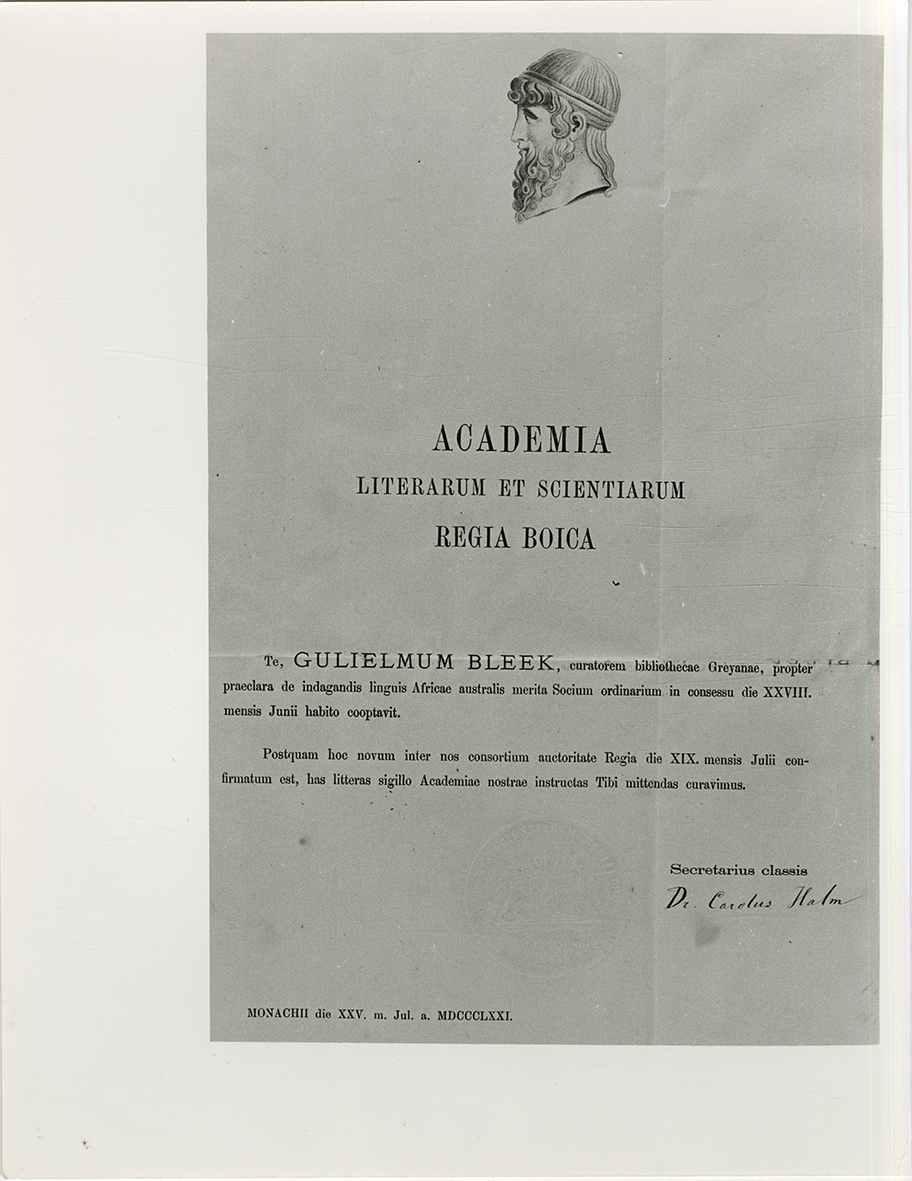 ACADEMIA
LITERARUM ET SCIENTIARUM
REGIA BOICA
Te, GULIELMUM BLEEK, curatorem bibliothecae Greyanae, propter
praeclara de indagandis linguis Africae australis merita Socium ordinarium in consessu die XXVIII.
mensis Junii habito cooptavit.
Postquam hoc novum inter nos consortium auctoritate Regia die XIX. mensis Julii con-
firmatum est, has litteras sigillo Academiae nostrae instructas Tibi mittendas curavimus.
Secretarius classis
Dr. Carolus Halm
MONACHII die XXV. m. Jul. a. MDCCCLXXI.